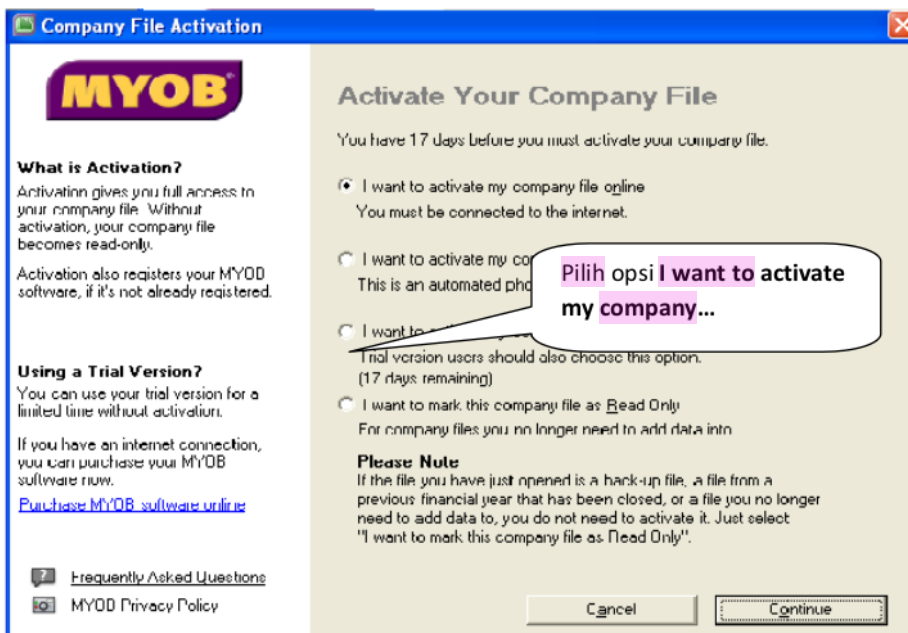 Company File Activation
MYOB
Activate Your Company File
You have 17 days before you must activate your company file.
What is Activation?
Activation gives you full access to
your company file. Without
activation, your company file
becomes read-only.
Activation also registers your MYOB
software, if it's not already registered.
Using a Trial Version?
You can use your trial version for a
limited time without activation.
If you have an internet connection,
you can purchase your MYOB
software now.
Purchase MYOB software online
Frequently Asked Questions
MYOB Privacy Policy
I want to activate my company file online
You must be connected to the internet.
I want to activate my
This is an automated
Pilih opsi I want to activate
my company...
I want to
Trial version users should also choose this option.
(17 days remaining)
I want to mark this company file as Read Only
For company files you no longer need to add data into
Please Note
If the file you have just opened is a back-up file, a file from a
previous financial year that has been closed, or a file you no longer
need to add data to, you do not need to activate it. Just select
"I want to mark this company file as Read Only".
Cancel
Continue